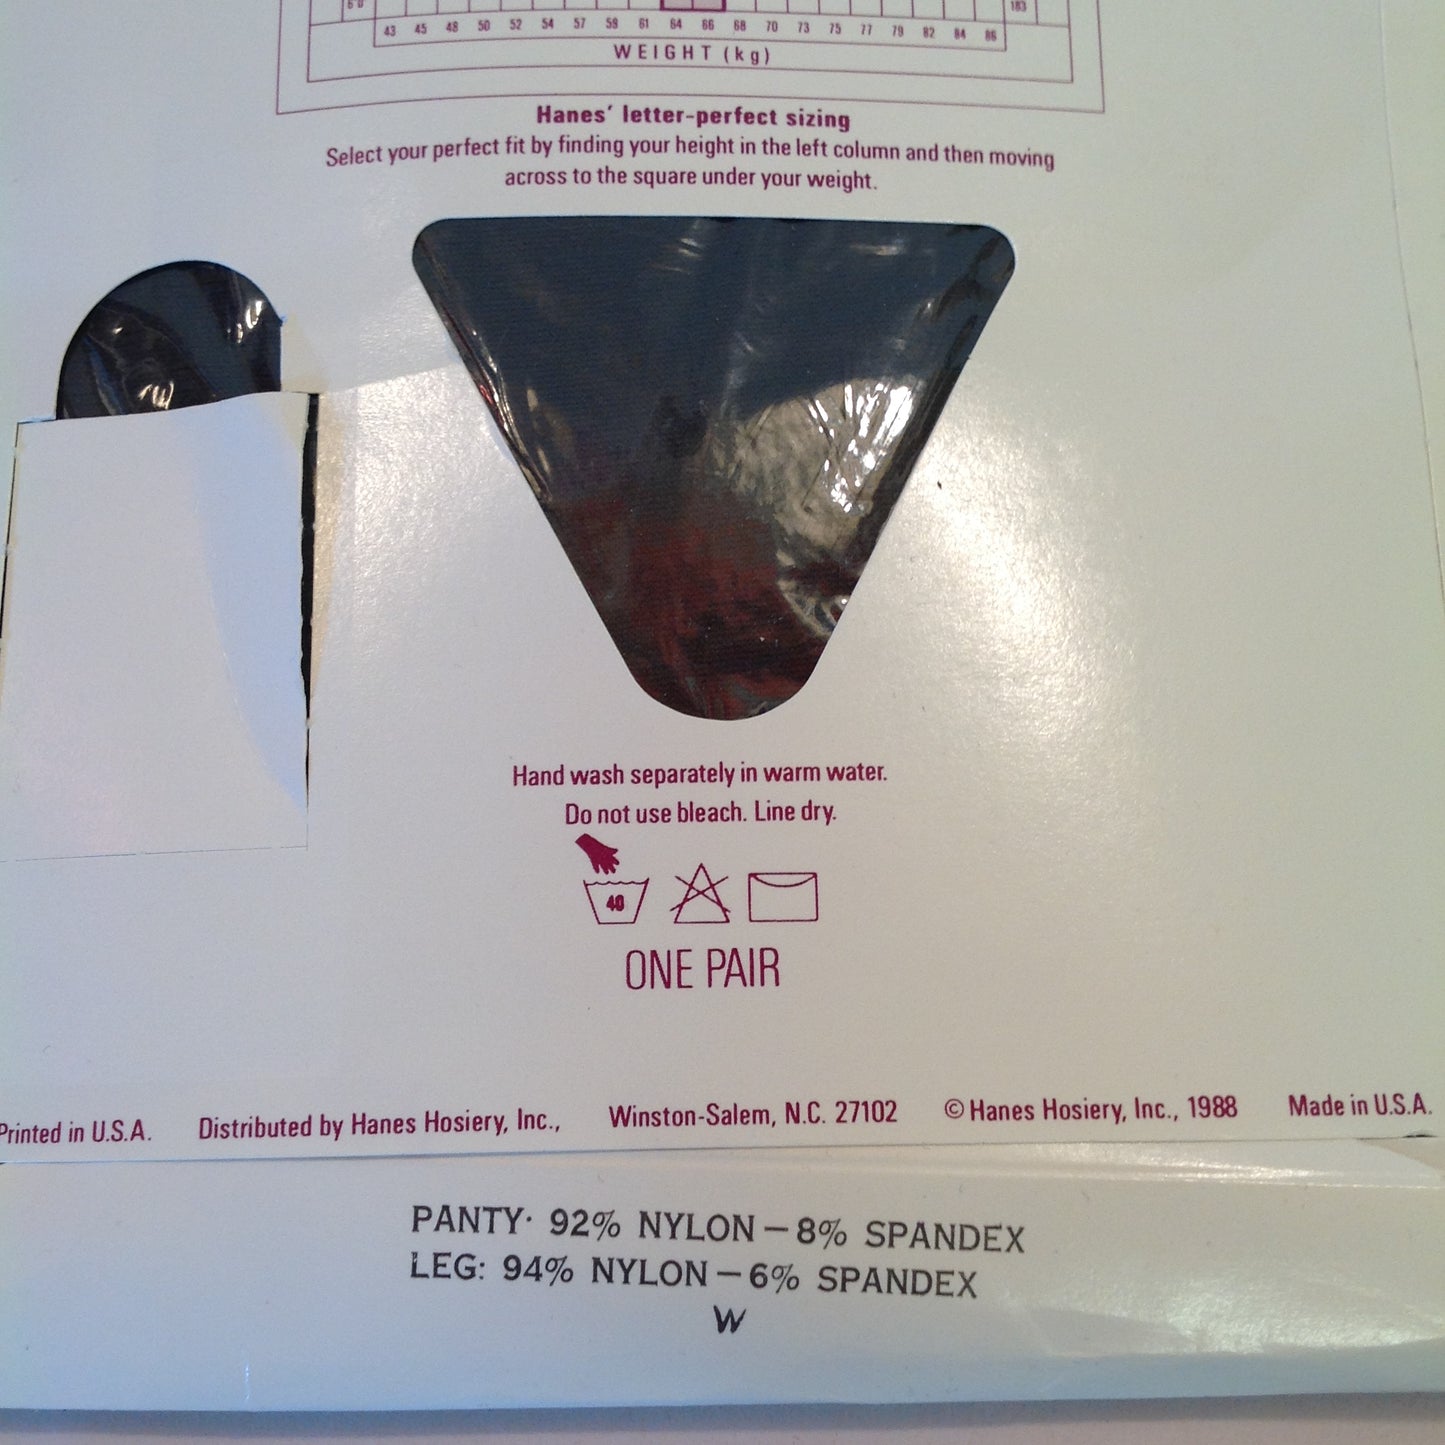 6'0" 183
43 45 48 50 52 54 57 59 61 64 66 68 70 73 75 77 79 82 84 86
WEIGHT (kg)
Hanes' letter-perfect sizing
Select your perfect fit by finding your height in the left column and then moving
across to the square under your weight.
Hand wash separately in warm water.
Do not use bleach. Line dry.
40
ONE PAIR
Printed in U.S.A. Distributed by Hanes Hosiery, Inc., Winston-Salem, N.C. 27102 © Hanes Hosiery, Inc., 1988 Made in U.S.A.
PANTY· 92% NYLON — 8% SPANDEX
LEG: 94% NYLON — 6% SPANDEX
W